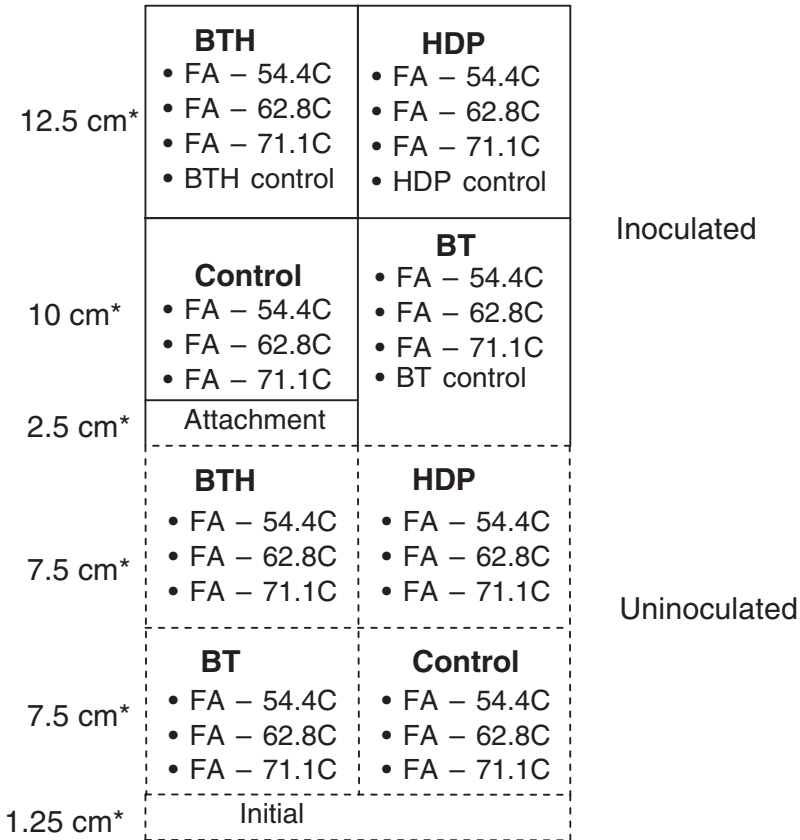 12.5 cm*
BTH
• FA – 54.4C
• FA – 62.8C
• FA – 71.1C
• BTH control
HDP
• FA – 54.4C
• FA – 62.8C
• FA – 71.1C
• HDP control
Inoculated
10 cm*
Control
• FA – 54.4C
• FA – 62.8C
• FA – 71.1C
BT
• FA – 54.4C
• FA – 62.8C
• FA – 71.1C
• BT control
2.5 cm*
Attachment
7.5 cm*
BTH
• FA – 54.4C
• FA – 62.8C
• FA – 71.1C
HDP
• FA – 54.4C
• FA – 62.8C
• FA – 71.1C
Uninoculated
7.5 cm*
BT
• FA – 54.4C
• FA – 62.8C
• FA – 71.1C
Control
• FA – 54.4C
• FA – 62.8C
• FA – 71.1C
1.25 cm*
Initial